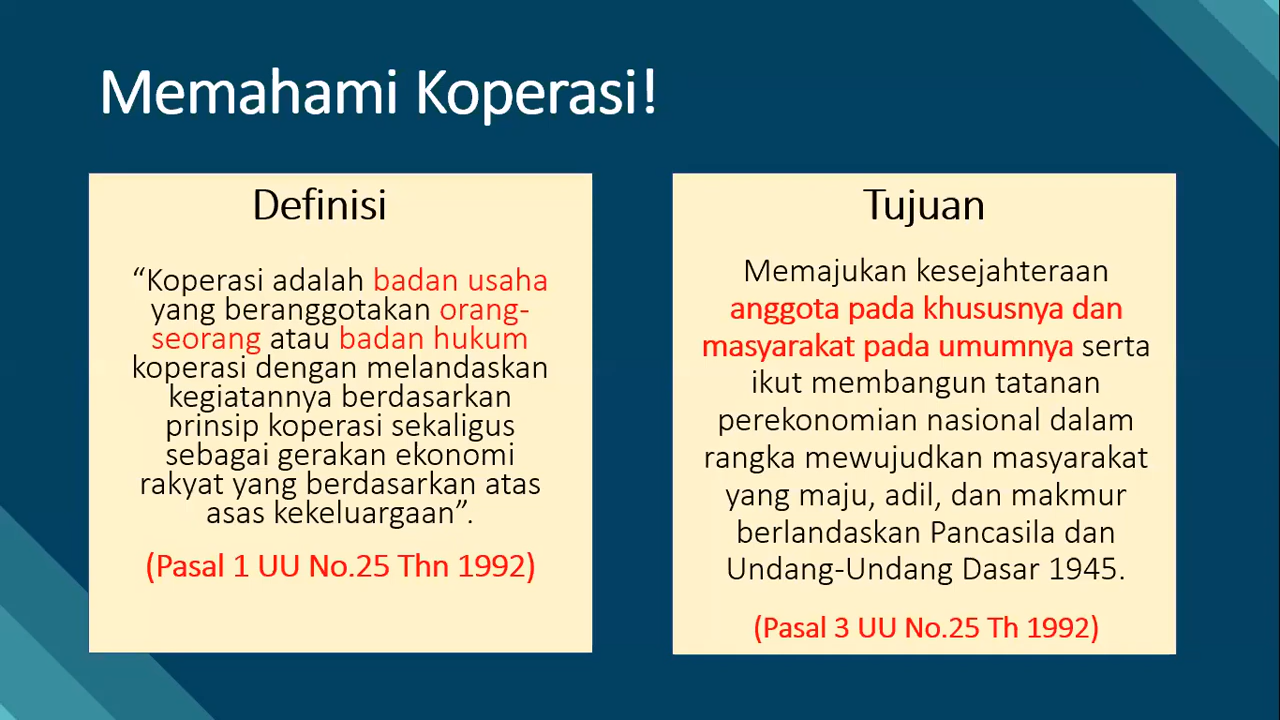 Memahami Koperasi!
Definisi
“Koperasi adalah badan usaha
yang beranggotakan orang-
seorang atau badan hukum
koperasi dengan melandaskan
kegiatannya berdasarkan
prinsip koperasi sekaligus
sebagai gerakan ekonomi
rakyat yang berdasarkan atas
asas kekeluargaan”.
(Pasal 1 UU No.25 Thn 1992)
Tujuan
Memajukan kesejahteraan
anggota pada khususnya dan
masyarakat pada umumnya serta
ikut membangun tatanan
perekonomian nasional dalam
rangka mewujudkan masyarakat
yang maju, adil, dan makmur
berlandaskan Pancasila dan
Undang-Undang Dasar 1945.
(Pasal 3 UU No.25 Th 1992)